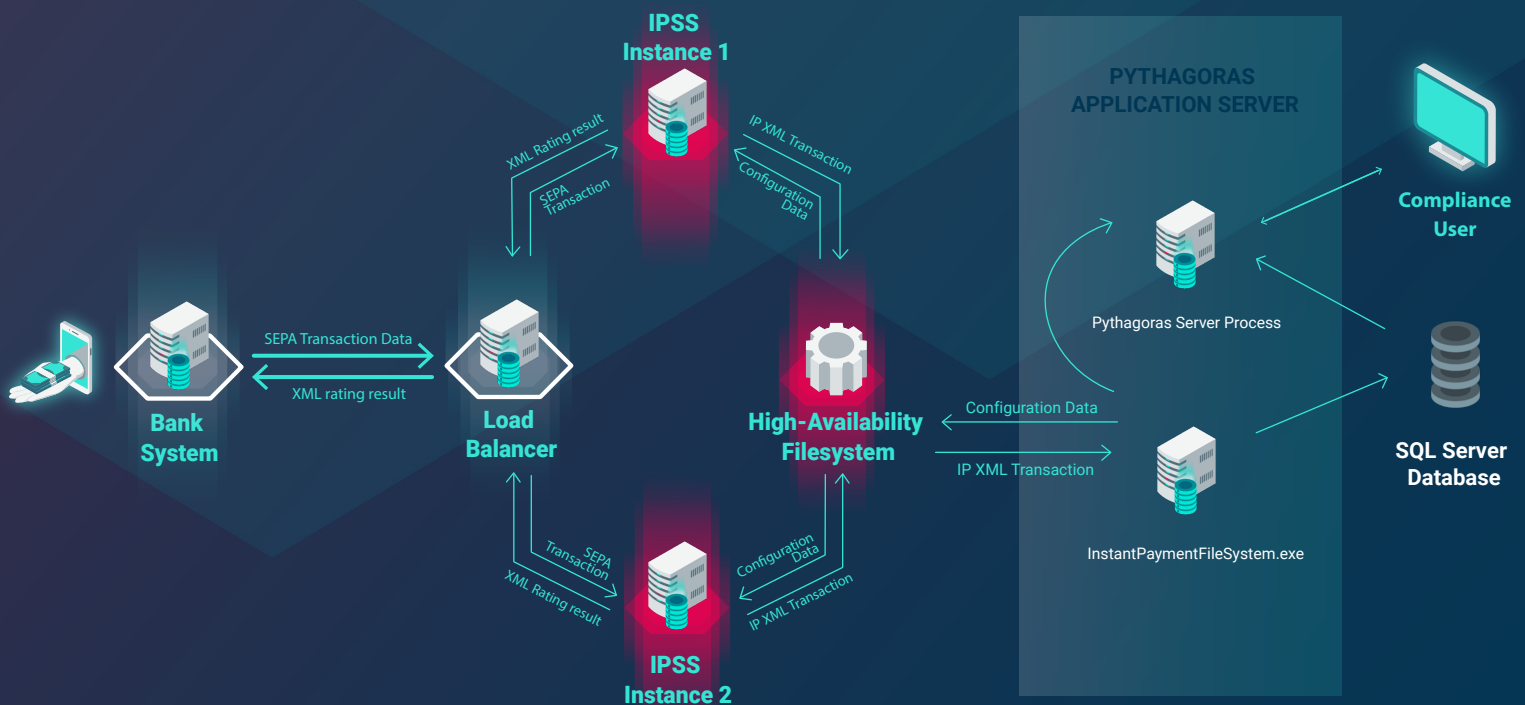 IPSS
Instance 1
PYTHAGORAS
APPLICATION SERVER
XML Rating result
SEPA
Transaction
IP XML Transaction
Configuration
Data
Compliance
User
Pythagoras Server Process
SEPA Transaction Data
XML rating result
Bank
System
Load
Balancer
High-Availability
Filesystem
Configuration Data
IP XML Transaction
SQL Server
Database
InstantPaymentFileSystem.exe
SEPA
Transaction
XML Rating result
Configuration
Data
IP XML Transaction
IPSS
Instance 2